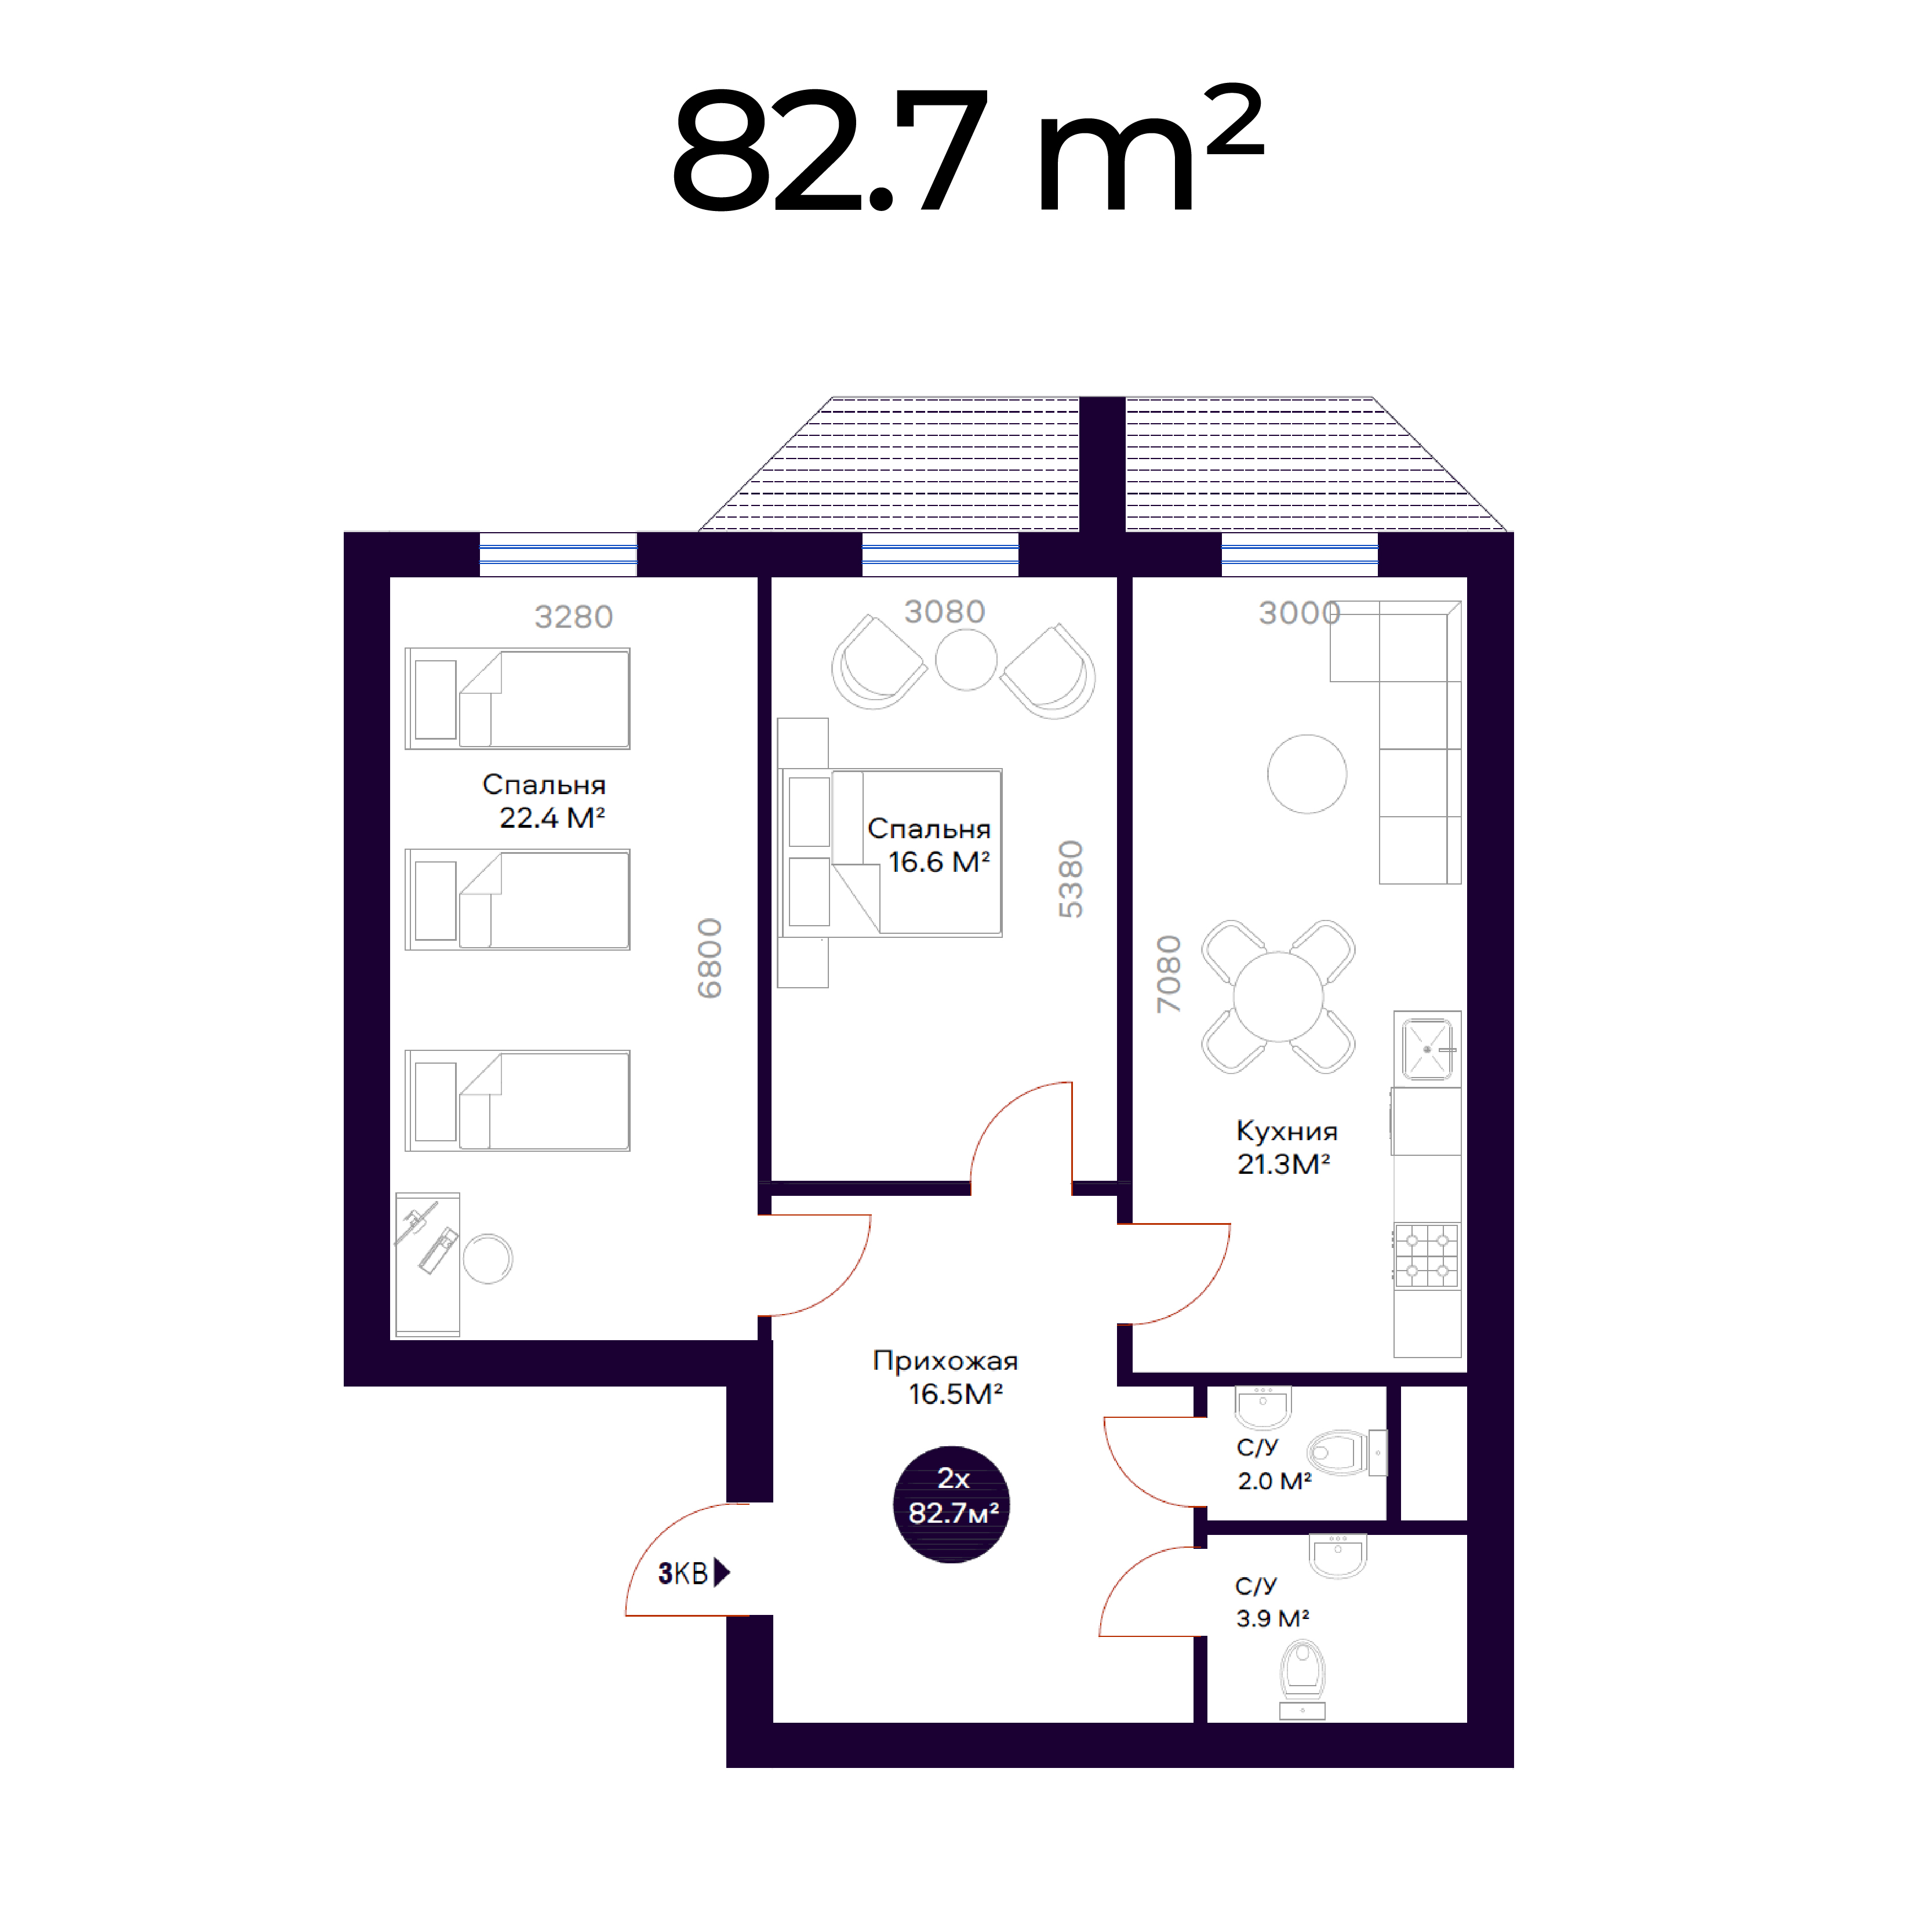 82.7 m²
3280
3080
3000
Спальня
22.4 М²
Спальня
16.6 М²
5380
6800
7080
Кухния
21.3М²
Прихожая
16.5М²
С/У
2.0 М²
2х
82.7м²
3КВ
С/У
3.9 М²